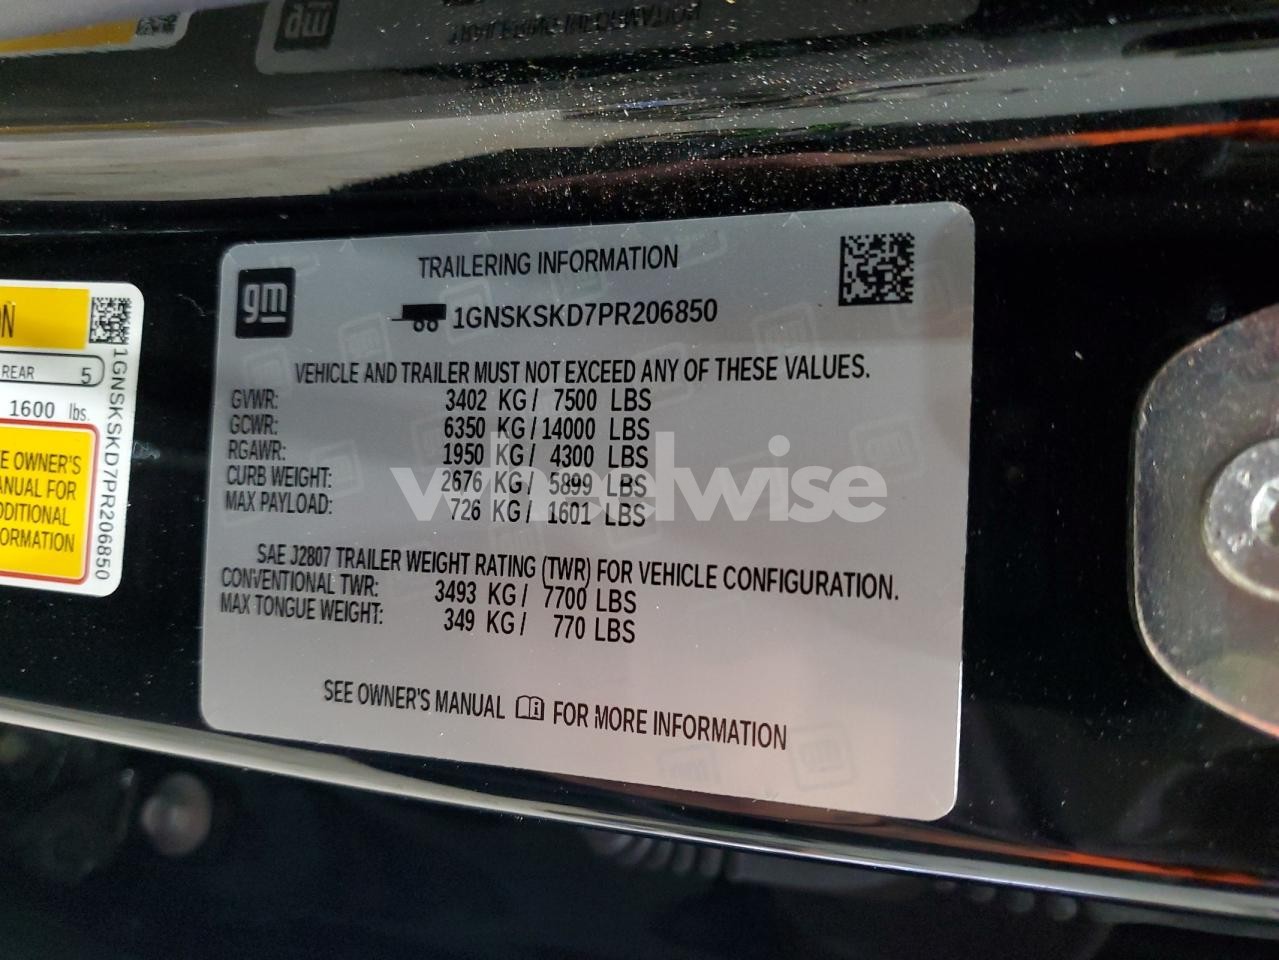 TRAILERING INFORMATION
gm
1GNSKSKD7PR206850
VEHICLE AND TRAILER MUST NOT EXCEED ANY OF THESE VALUES.
GVWR: 3402 KG/ 7500 LBS
GCWR: 6350 KG/14000 LBS
RGAWR: 1950 KG/ 4300 LBS
CURB WEIGHT: 2676 KG/ 5899 LBS
MAX PAYLOAD: 726 KG/ 1601 LBS
SAE J2807 TRAILER WEIGHT RATING (TWR) FOR VEHICLE CONFIGURATION.
CONVENTIONAL TWR: 3493 KG/ 7700 LBS
MAX TONGUE WEIGHT: 349 KG/ 770 LBS
SEE OWNER'S MANUAL FOR MORE INFORMATION
wheelwise
REAR 5
1600 lbs.
OWNER'S
FOR
1GNSKSKD7PR206850